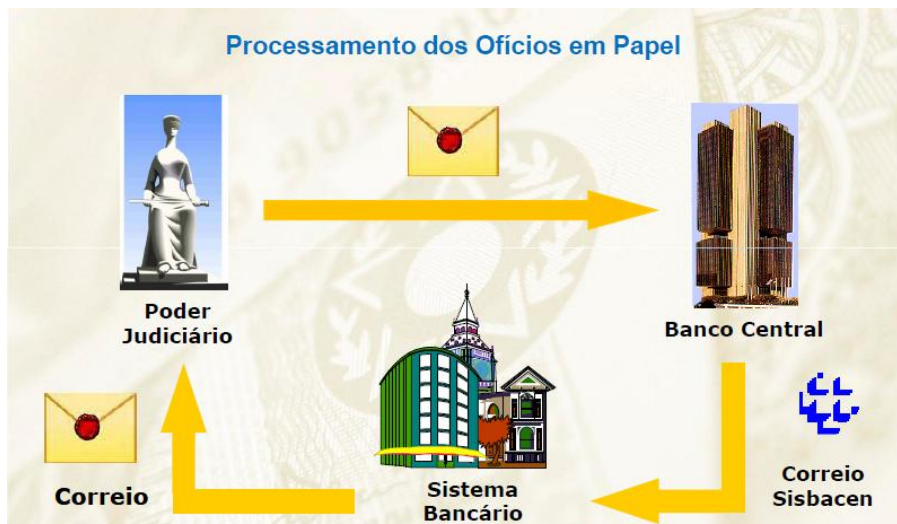 Processamento dos Ofícios em Papel
Poder
Judiciário
Banco Central
Correio
Sistema
Bancário
Correio
Sisbacen